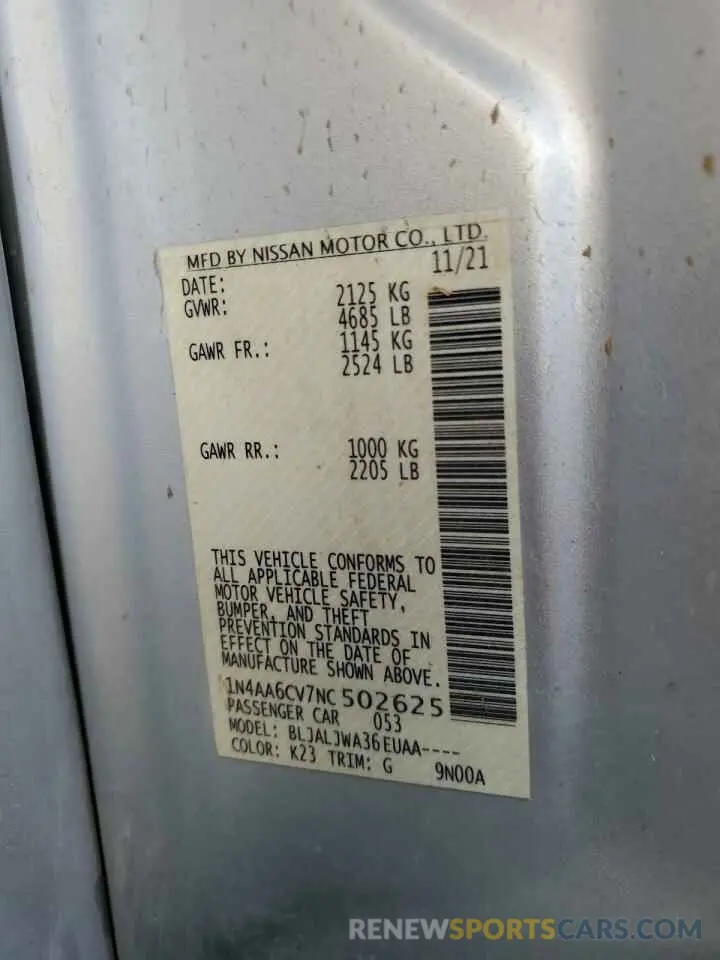 MFD BY NISSAN MOTOR CO., LTD.
DATE: 11/21
GVWR: 2125 KG
4685 LB
GAWR FR.: 1145 KG
2524 LB
GAWR RR.: 1000 KG
2205 LB
THIS VEHICLE CONFORMS TO
ALL APPLICABLE FEDERAL
MOTOR VEHICLE SAFETY,
BUMPER, AND THEFT
PREVENTION STANDARDS IN
EFFECT ON THE DATE OF
MANUFACTURE SHOWN ABOVE.
1N4AA6CV7NC502625
PASSENGER CAR 053
MODEL: BLJALJWA36EUAA----
COLOR: K23 TRIM: G 9N00A
RENEWSPORTSCARS.COM